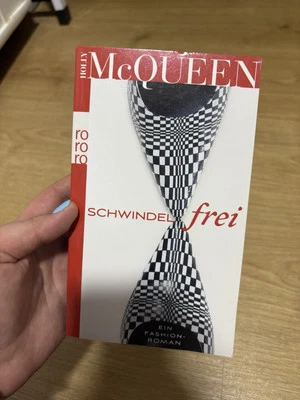 HOLLY
McQUEEN
ro
ro
ro
SCHWINDEL frei
EIN
FASHION-
ROMAN